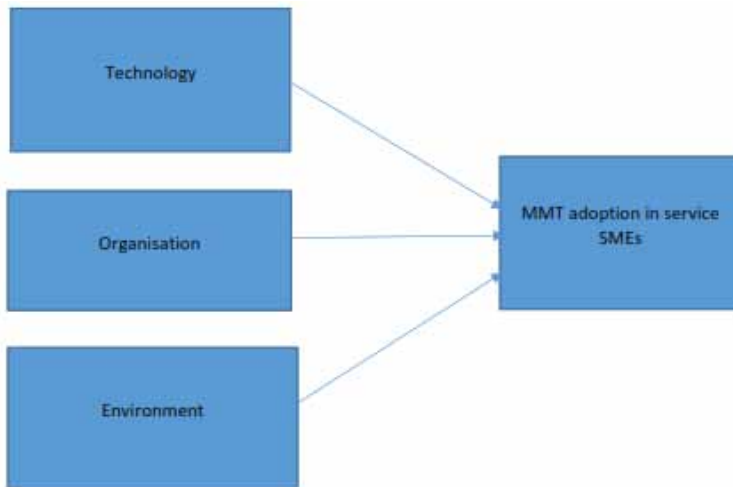 Technology
Organisation
Environment
MMT adoption in service
SMEs